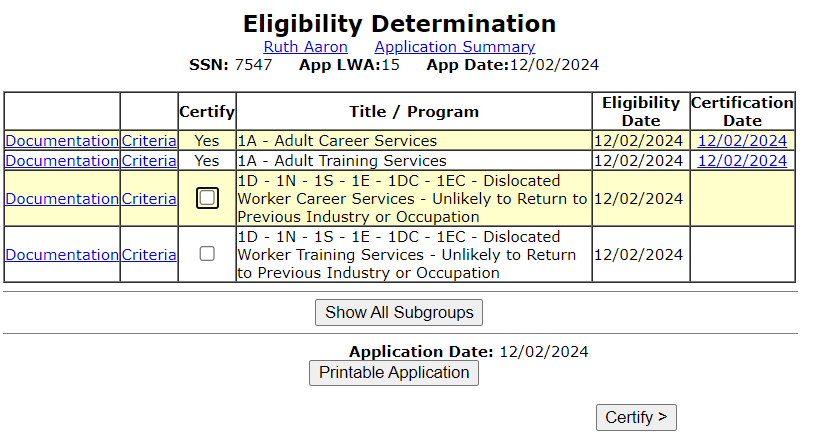 Eligibility Determination
Ruth Aaron Application Summary
SSN: 7547 App LWA:15 App Date:12/02/2024
Certify Title / Program Eligibility Date Certification Date
Documentation Criteria Yes 1A - Adult Career Services 12/02/2024 12/02/2024
Documentation Criteria Yes 1A - Adult Training Services 12/02/2024 12/02/2024
1D - 1N - 1S - 1E - 1DC - 1EC - Dislocated
Documentation Criteria Worker Career Services - Unlikely to Return to 12/02/2024
Previous Industry or Occupation
1D - 1N - 1S - 1E - 1DC - 1EC - Dislocated
Documentation Criteria Worker Training Services - Unlikely to Return 12/02/2024
to Previous Industry or Occupation
Show All Subgroups
Application Date: 12/02/2024
Printable Application
Certify >